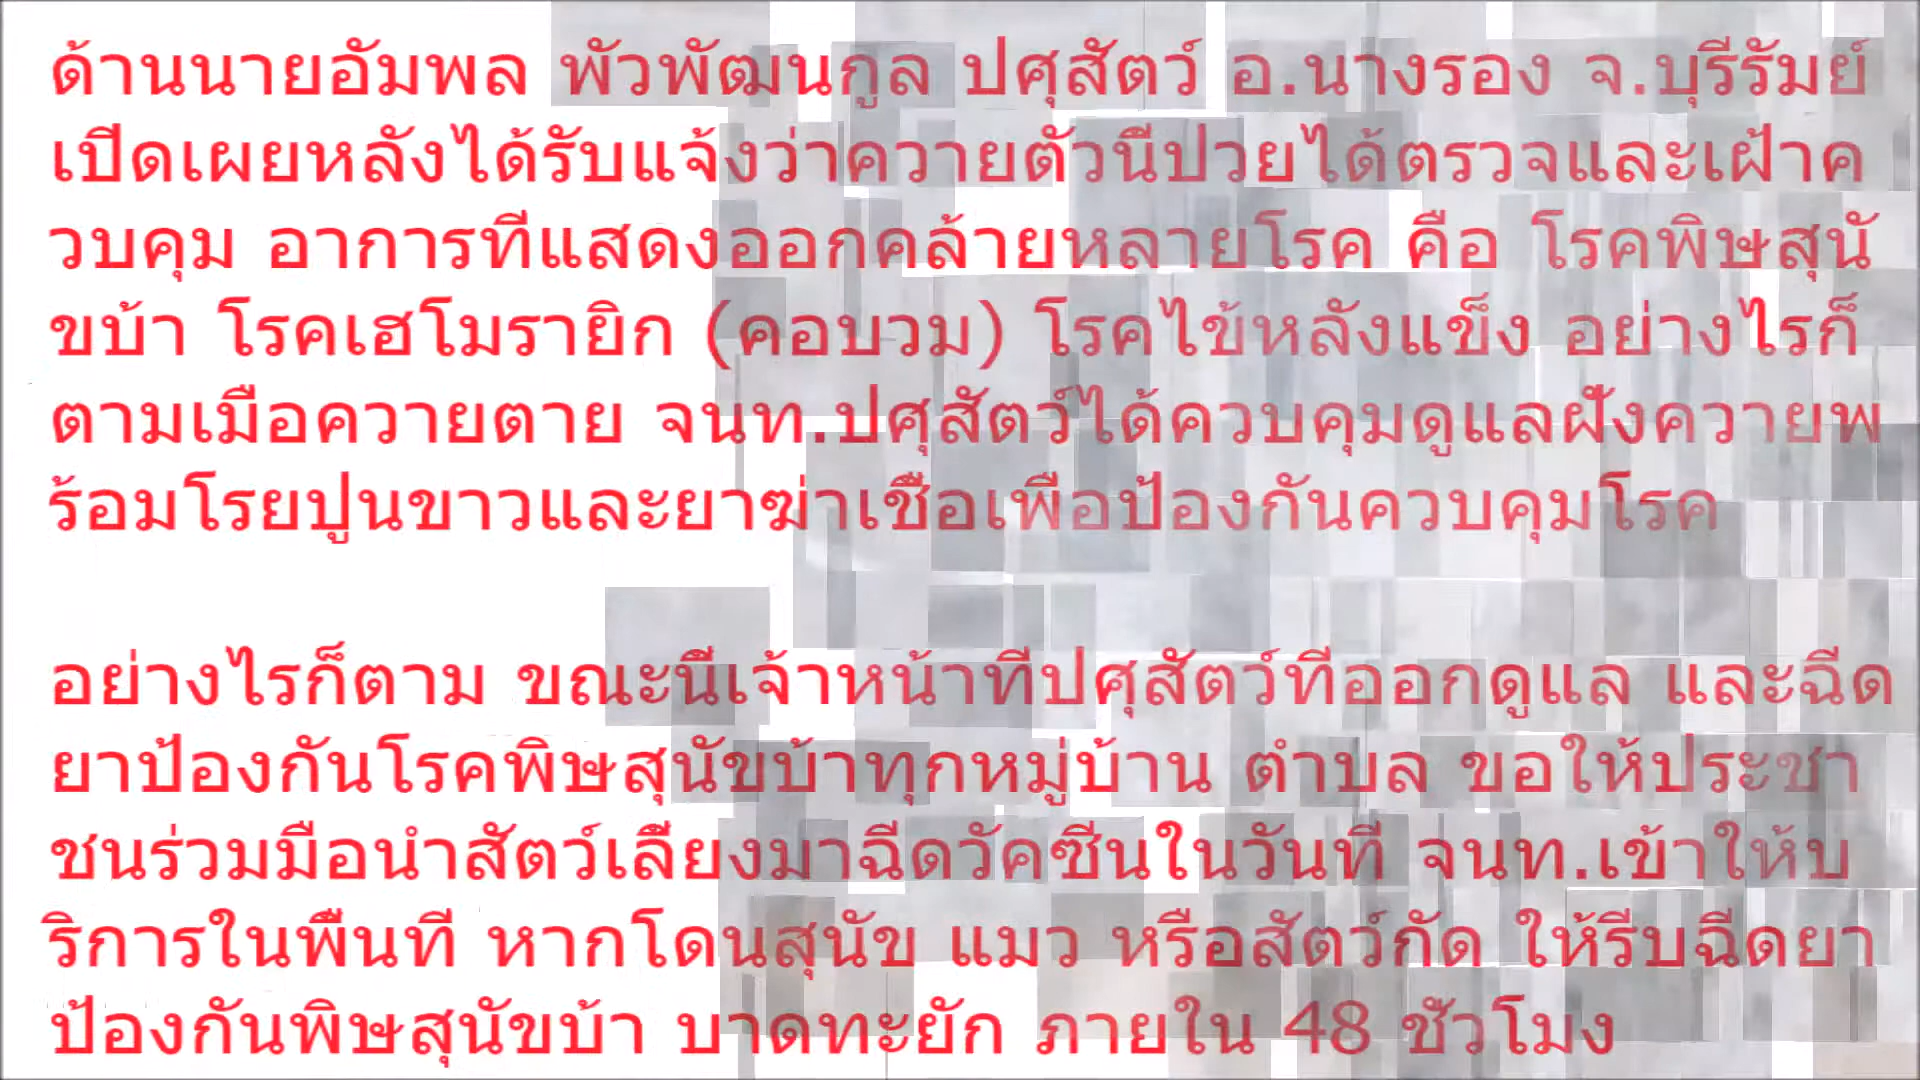 ด้านนายอัมพล พัวพัฒนกูล ปศุสัตว์ อ.นางรอง จ.บุรีรัมย์
เปิดเผยหลังได้รับแจ้งว่าควายตัวนี้ป่วยได้ตรวจและเฝ้าค
วบคุม อาการที่แสดงออกคล้ายหลายโรค คือ โรคพิษสุนั
ขบ้า โรคเฮโมรายิก (คอบวม) โรคไข้หลังแข็ง อย่างไรก็
ตามเมื่อควายตาย จนท.ปศุสัตว์ได้ควบคุมดูแลฝังควายพ
ร้อมโรยปูนขาวและยาฆ่าเชื้อเพื่อป้องกันควบคุมโรค
อย่างไรก็ตาม ขณะนี้เจ้าหน้าที่ปศุสัตว์ที่ออกดูแล และฉีด
ยาป้องกันโรคพิษสุนัขบ้าทุกหมู่บ้าน ตำบล ขอให้ประชา
ชนร่วมมือนำสัตว์เลี้ยงมาฉีดวัคซีนในวันที่ จนท.เข้าให้บ
ริการในพื้นที่ หากโดนสุนัข แมว หรือสัตว์กัด ให้รีบฉีดยา
ป้องกันพิษสุนัขบ้า บาดทะยัก ภายใน 48 ชั่วโมง